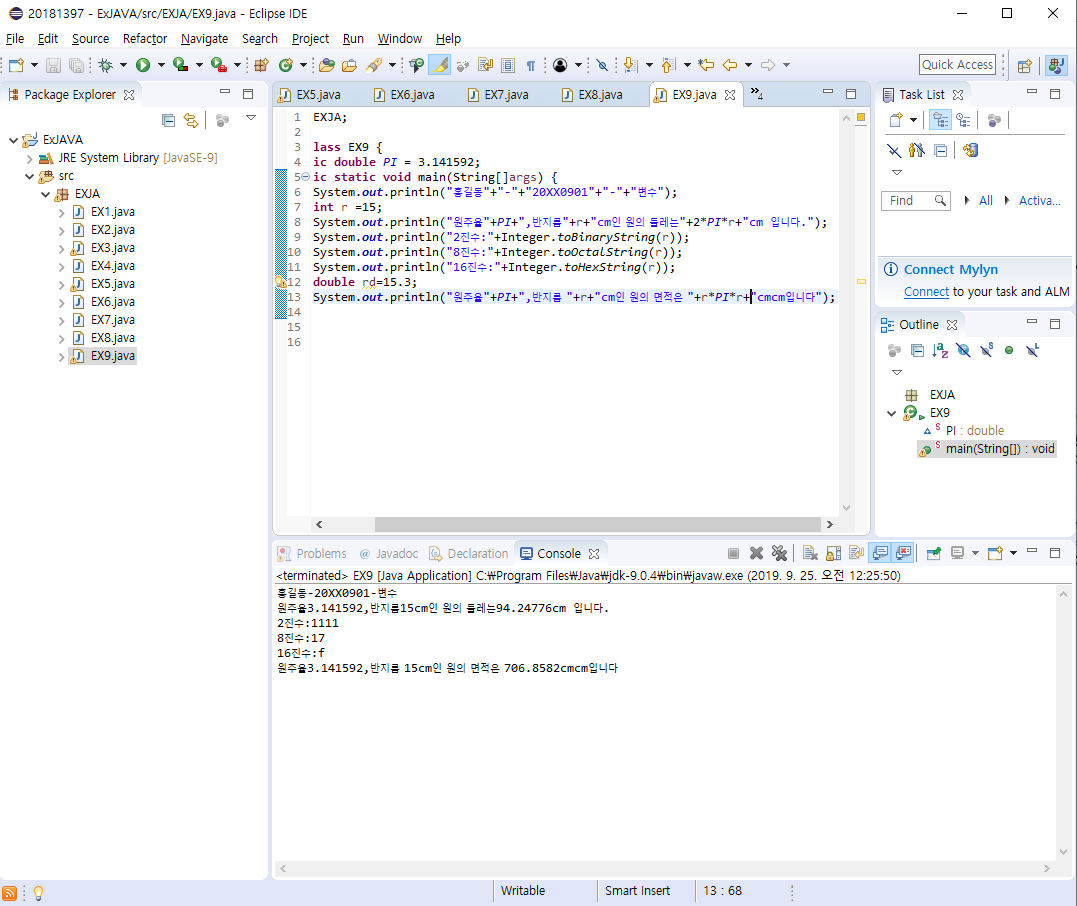 20181397 - ExJAVA/src/EXJA/EX9.java - Eclipse IDE
File Edit Source Refactor Navigate Search Project Run Window Help
Quick Access
Package Explorer
ExJAVA
JRE System Library [JavaSE-9]
src
EXJA
EX1.java
EX2.java
EX3.java
EX4.java
EX5.java
EX6.java
EX7.java
EX8.java
EX9.java
EX5.java EX6.java EX7.java EX8.java EX9.java »4
1 EXJA;
2
3 lass EX9 {
4 ic double PI = 3.141592;
5 ic static void main(String[]args) {
6 System.out.println("홍길동"+"-"+"20XX0901"+"-"+"변수");
7 int r =15;
8 System.out.println("원주율"+PI+",반지름"+r+"cm인 원의 둘레는"+2*PI*r+"cm 입니다.");
9 System.out.println("2진수:"+Integer.toBinaryString(r));
10 System.out.println("8진수:"+Integer.toOctalString(r));
11 System.out.println("16진수:"+Integer.toHexString(r));
12 double rd=15.3;
13 System.out.println("원주율"+PI+",반지름 "+r+"cm인 원의 면적은 "+r*PI*r+"cmcm입니다");
14
15
16
Task List
Find All Activa...
Connect Mylyn
Connect to your task and ALM
Outline
EXJA
EX9
PI : double
main(String[]) : void
Problems @ Javadoc Declaration Console
<terminated> EX9 [Java Application] C:₩Program Files₩Java₩jdk-9.0.4₩bin₩javaw.exe (2019. 9. 25. 오전 12:25:50)
홍길동-20XX0901-변수
원주율3.141592,반지름15cm인 원의 둘레는94.24776cm 입니다.
2진수:1111
8진수:17
16진수:f
원주율3.141592,반지름 15cm인 원의 면적은 706.8582cmcm입니다
Writable Smart Insert 13 : 68